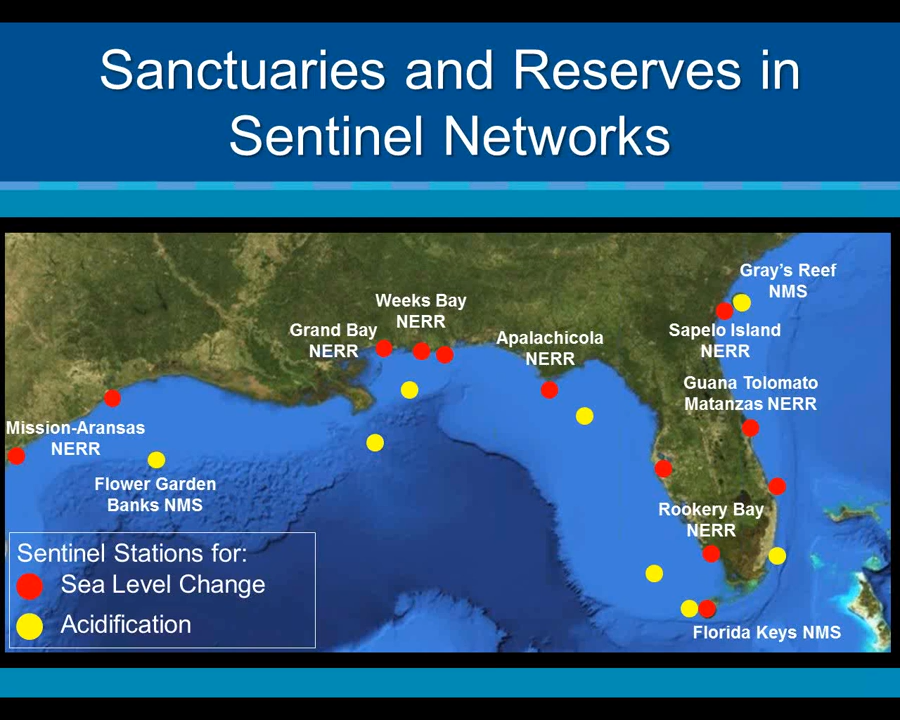 Sanctuaries and Reserves in
Sentinel Networks
Gray's Reef
NMS
Weeks Bay
NERR
Grand Bay
NERR
Apalachicola
NERR
Sapelo Island
NERR
Guana Tolomato
Matanzas NERR
Mission-Aransas
NERR
Flower Garden
Banks NMS
Rookery Bay
NERR
Sentinel Stations for:
Sea Level Change
Acidification
Florida Keys NMS